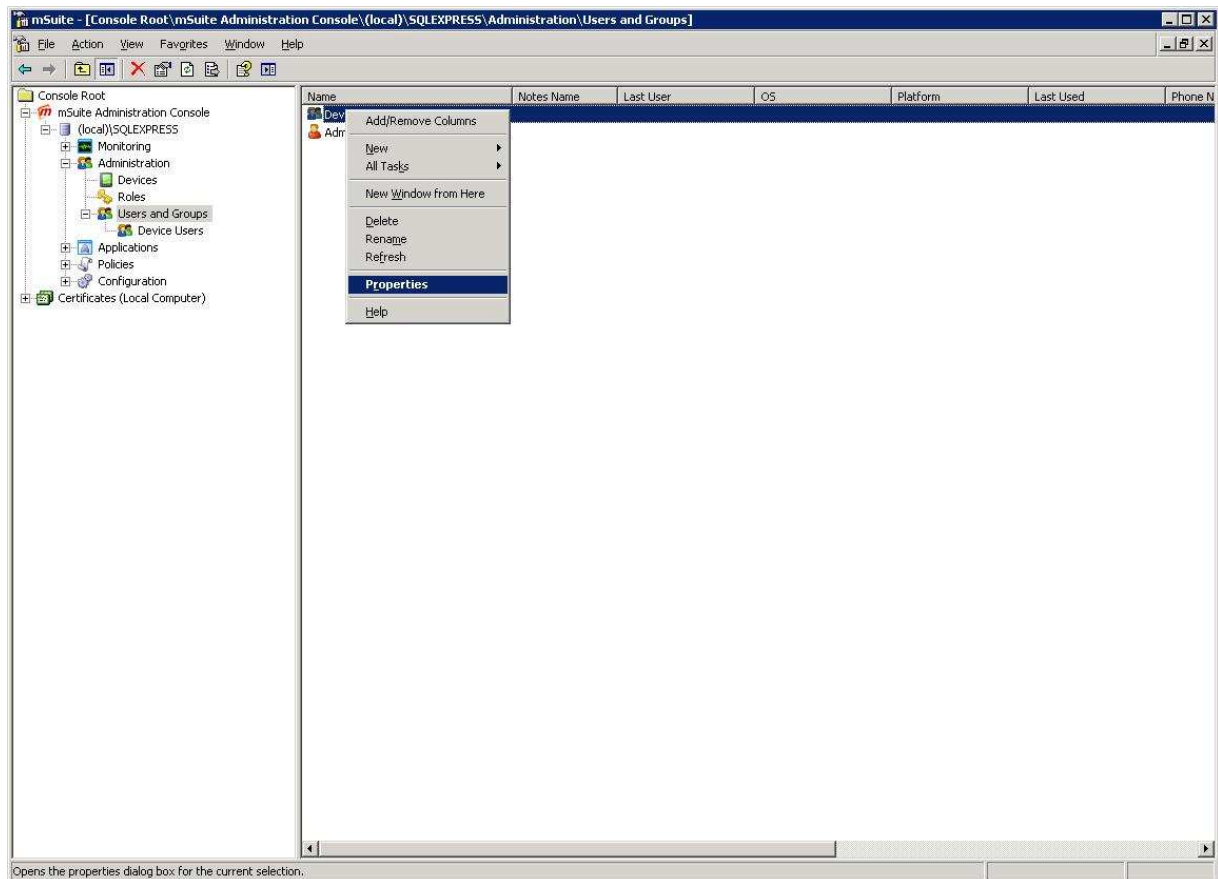 mSuite - [Console Root\mSuite Administration Console\(local)\SQLEXPRESS\Administration\Users and Groups]
File Action View Favorites Window Help
Console Root
mSuite Administration Console
(local)\SQLEXPRESS
Monitoring
Administration
Devices
Roles
Users and Groups
Device Users
Applications
Policies
Configuration
Certificates (Local Computer)
Name Notes Name Last User OS Platform Last Used Phone N
Dev
Adm
Add/Remove Columns
New
All Tasks
New Window from Here
Delete
Rename
Refresh
Properties
Help
Opens the properties dialog box for the current selection.